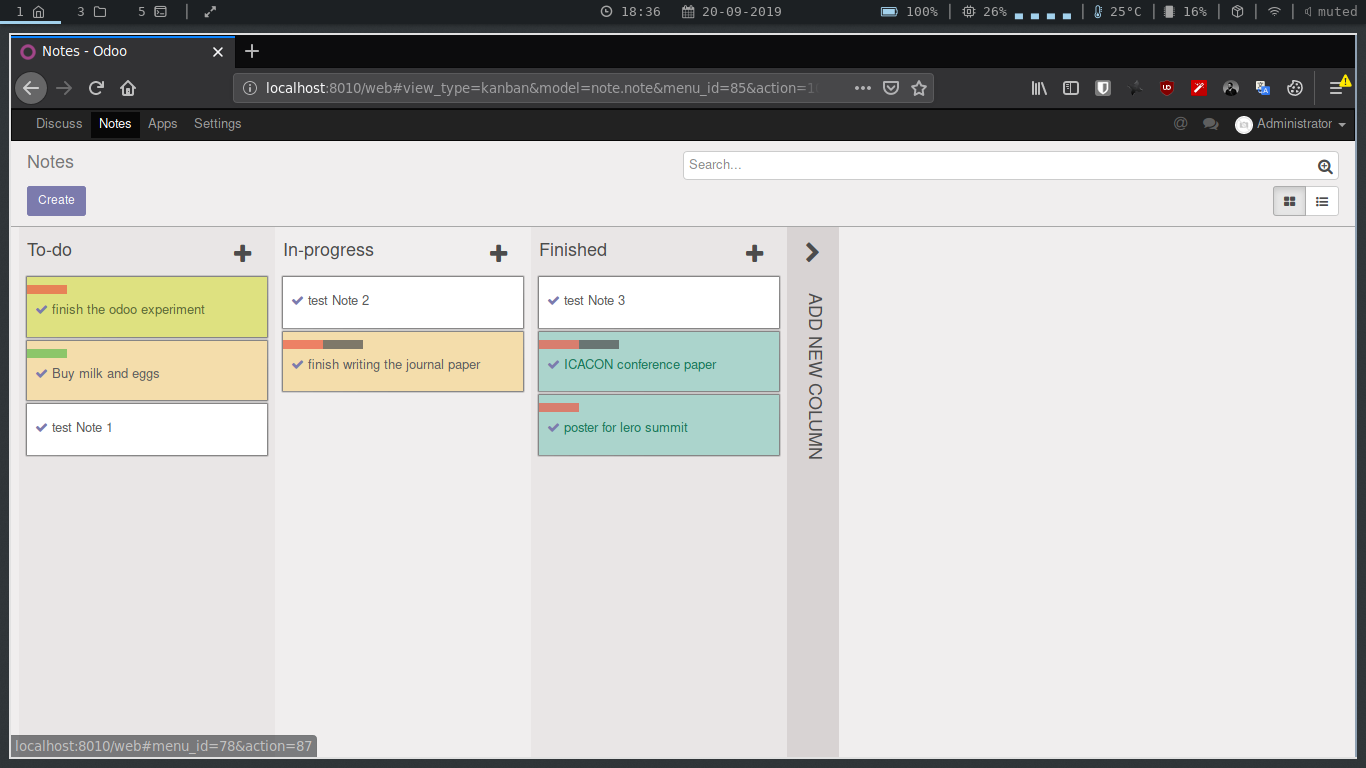 1 3 5 18:36 20-09-2019 100% 26% 25°C 16% muted
Notes - Odoo
localhost:8010/web#view_type=kanban&model=note.note&menu_id=85&action=1
Discuss Notes Apps Settings @ Administrator
Notes
Search...
Create
To-do
finish the odoo experiment
Buy milk and eggs
test Note 1
In-progress
test Note 2
finish writing the journal paper
Finished
test Note 3
ICACON conference paper
poster for lero summit
ADD NEW COLUMN
localhost:8010/web#menu_id=78&action=87